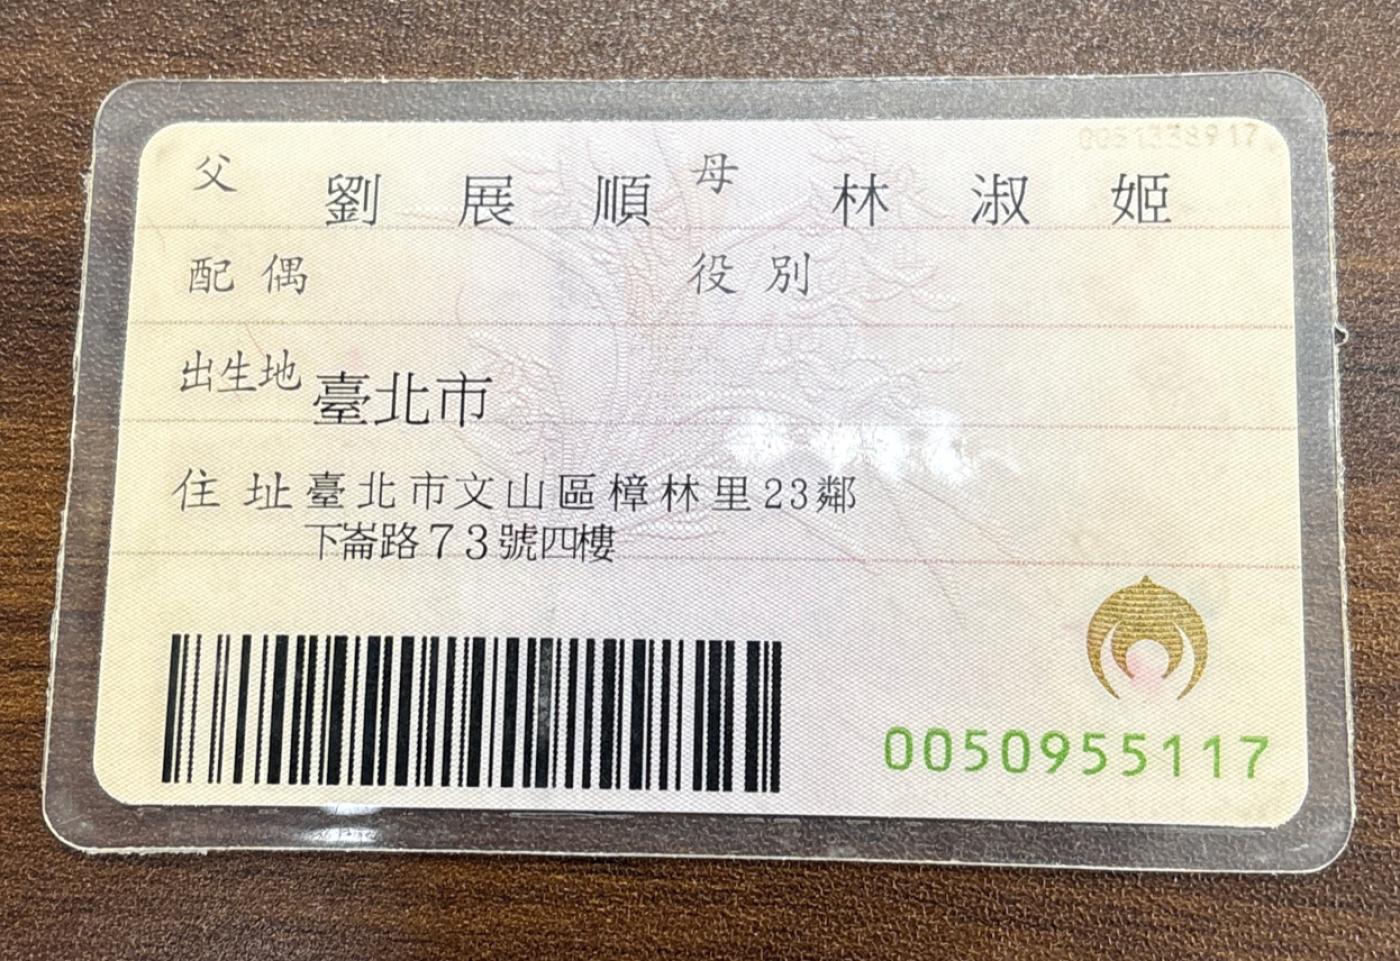 父 劉展順 母 林淑姬
配偶 役別
出生地 臺北市
住址 臺北市文山區樟林里23鄰
下崙路73號四樓
0050955117